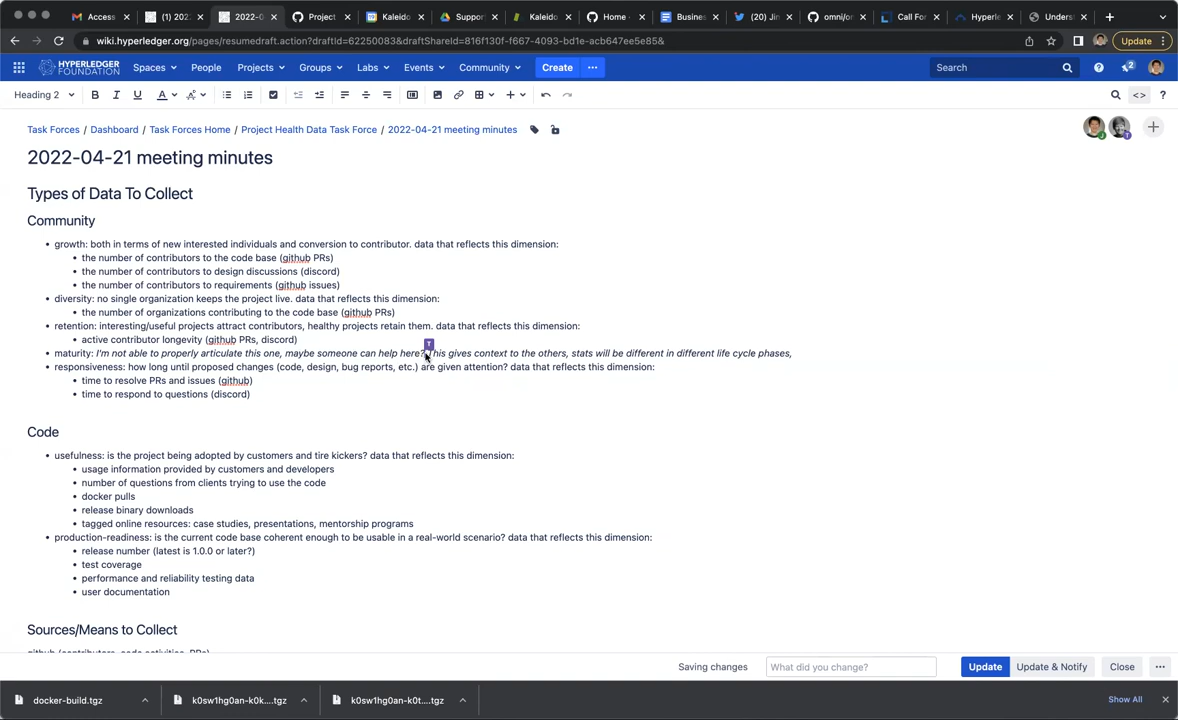 Access
(1) 202:
2022-0
Project
Kaleido
Suppor
Kaleido
Home ·
Busines
(20) Jin
omni/or
Call For
Hyperle
Unders
wiki.hyperledger.org/pages/resumedraft.action?draftId=62250083&draftShareId=816f130f-f667-4093-bd1e-acb647ee5e85&
Update
HYPERLEDGER
FOUNDATION
Spaces
People
Projects
Groups
Labs
Events
Community
Create
Search
2
Heading 2
B
I
U
A
Task Forces / Dashboard / Task Forces Home / Project Health Data Task Force / 2022-04-21 meeting minutes
2022-04-21 meeting minutes
Types of Data To Collect
Community
• growth: both in terms of new interested individuals and conversion to contributor. data that reflects this dimension:
• the number of contributors to the code base (github PRs)
• the number of contributors to design discussions (discord)
• the number of contributors to requirements (github issues)
• diversity: no single organization keeps the project live. data that reflects this dimension:
• the number of organizations contributing to the code base (github PRs)
• retention: interesting/useful projects attract contributors, healthy projects retain them. data that reflects this dimension:
• active contributor longevity (github PRs, discord)
T
• maturity: I'm not able to properly articulate this one, maybe someone can help here? This gives context to the others, stats will be different in different life cycle phases,
• responsiveness: how long until proposed changes (code, design, bug reports, etc.) are given attention? data that reflects this dimension:
• time to resolve PRs and issues (github)
• time to respond to questions (discord)
Code
• usefulness: is the project being adopted by customers and tire kickers? data that reflects this dimension:
• usage information provided by customers and developers
• number of questions from clients trying to use the code
• docker pulls
• release binary downloads
• tagged online resources: case studies, presentations, mentorship programs
• production-readiness: is the current code base coherent enough to be usable in a real-world scenario? data that reflects this dimension:
• release number (latest is 1.0.0 or later?)
• test coverage
• performance and reliability testing data
• user documentation
Sources/Means to Collect
github (contributors, code activities, PRs)
Saving changes
What did you change?
Update
Update & Notify
Close
docker-build.tgz
k0sw1hg0an-k0k....tgz
k0sw1hg0an-k0t....tgz
Show All